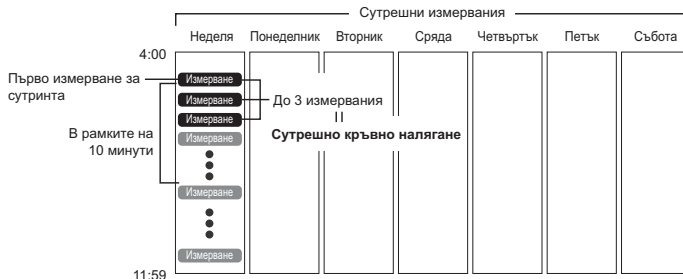 Сутрешни измервания
Неделя Понеделник Вторник Сряда Четвъртък Петък Събота
4:00
Първо измерване за
сутринта
Измерване
Измерване
До 3 измервания
Измерване
В рамките на
10 минути
Сутрешно кръвно налягане
Измерване
Измерване
Измерване
11:59